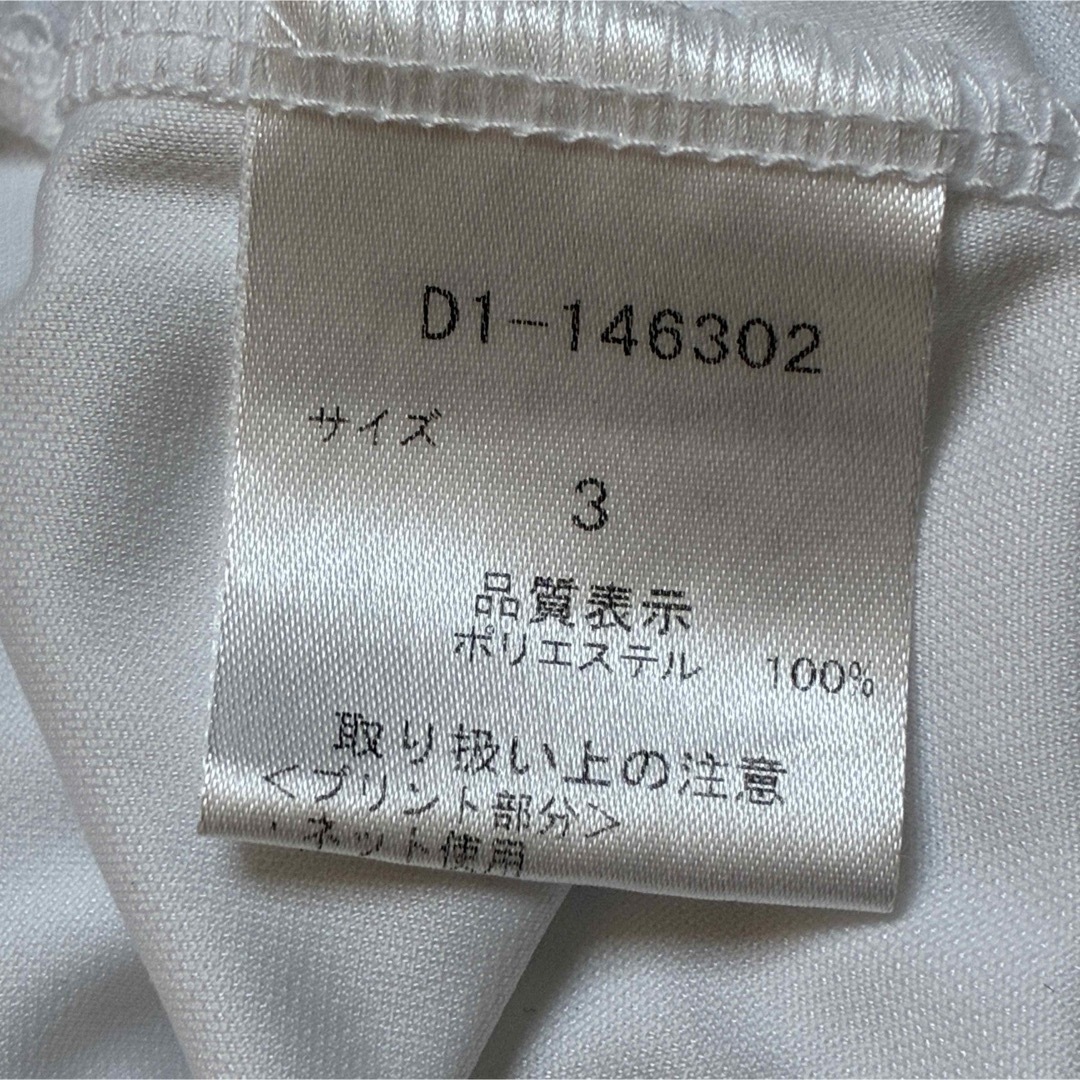 D1-146302
サイズ
3
品質表示
ポリエステル 100%
取り扱い上の注意
<プリント部分>
・ネット使用